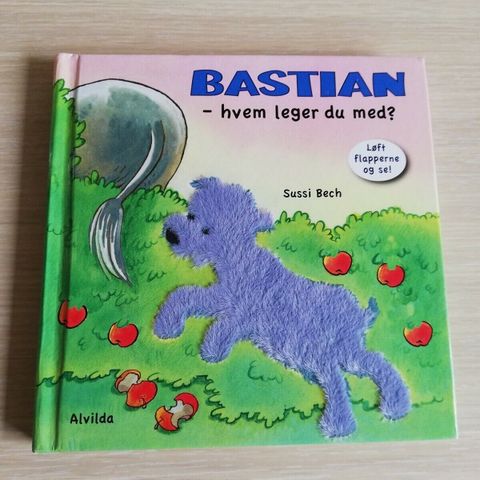 BASTIAN
– hvem leger du med?
Løft
flapperne
og se!
Sussi Bech
Alvilda